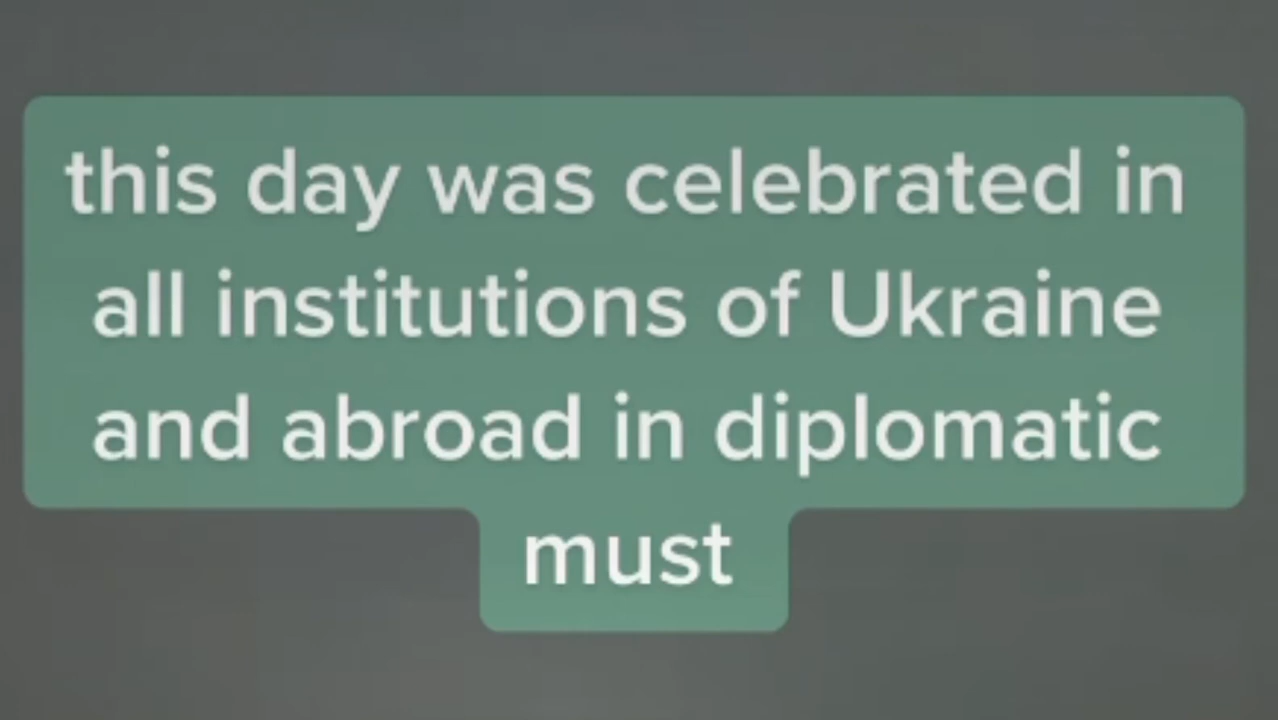 this day was celebrated in
all institutions of Ukraine
and abroad in diplomatic
must